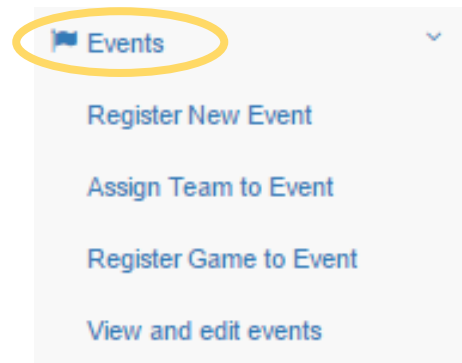 Events
Register New Event
Assign Team to Event
Register Game to Event
View and edit events